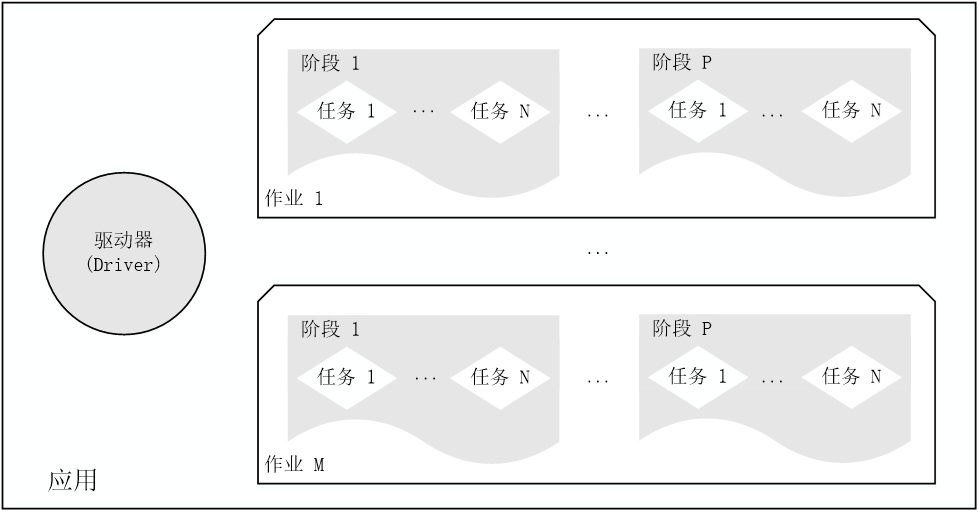 阶段 1
阶段 P
任务 1 ... 任务 N ... 任务 1 ... 任务 N
作业 1
驱动器
(Driver)
...
阶段 1
阶段 P
任务 1 ... 任务 N ... 任务 1 ... 任务 N
作业 M
应用